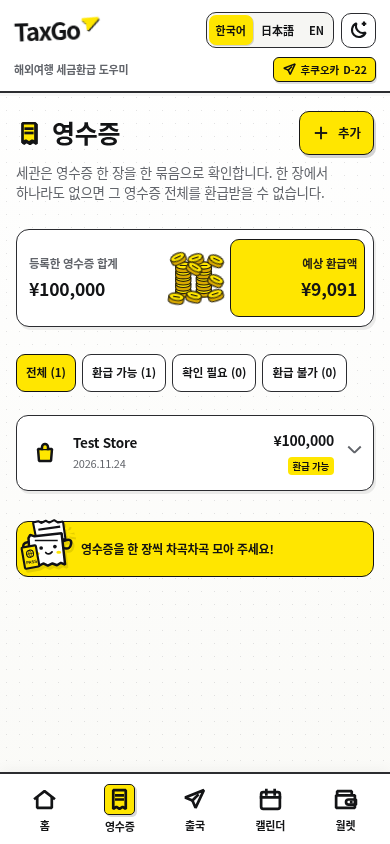 TaxGo
한국어 日本語 EN
해외여행 세금환급 도우미
후쿠오카 D-22
영수증
추가
세관은 영수증 한 장을 한 묶음으로 확인합니다. 한 장에서
하나라도 없으면 그 영수증 전체를 환급받을 수 없습니다.
등록한 영수증 합계
¥100,000
예상 환급액
¥9,091
전체 (1) 환급 가능 (1) 확인 필요 (0) 환급 불가 (0)
Test Store
2026.11.24
¥100,000
환급 가능
영수증을 한 장씩 차곡차곡 모아 주세요!
홈 영수증 출국 캘린더 월렛